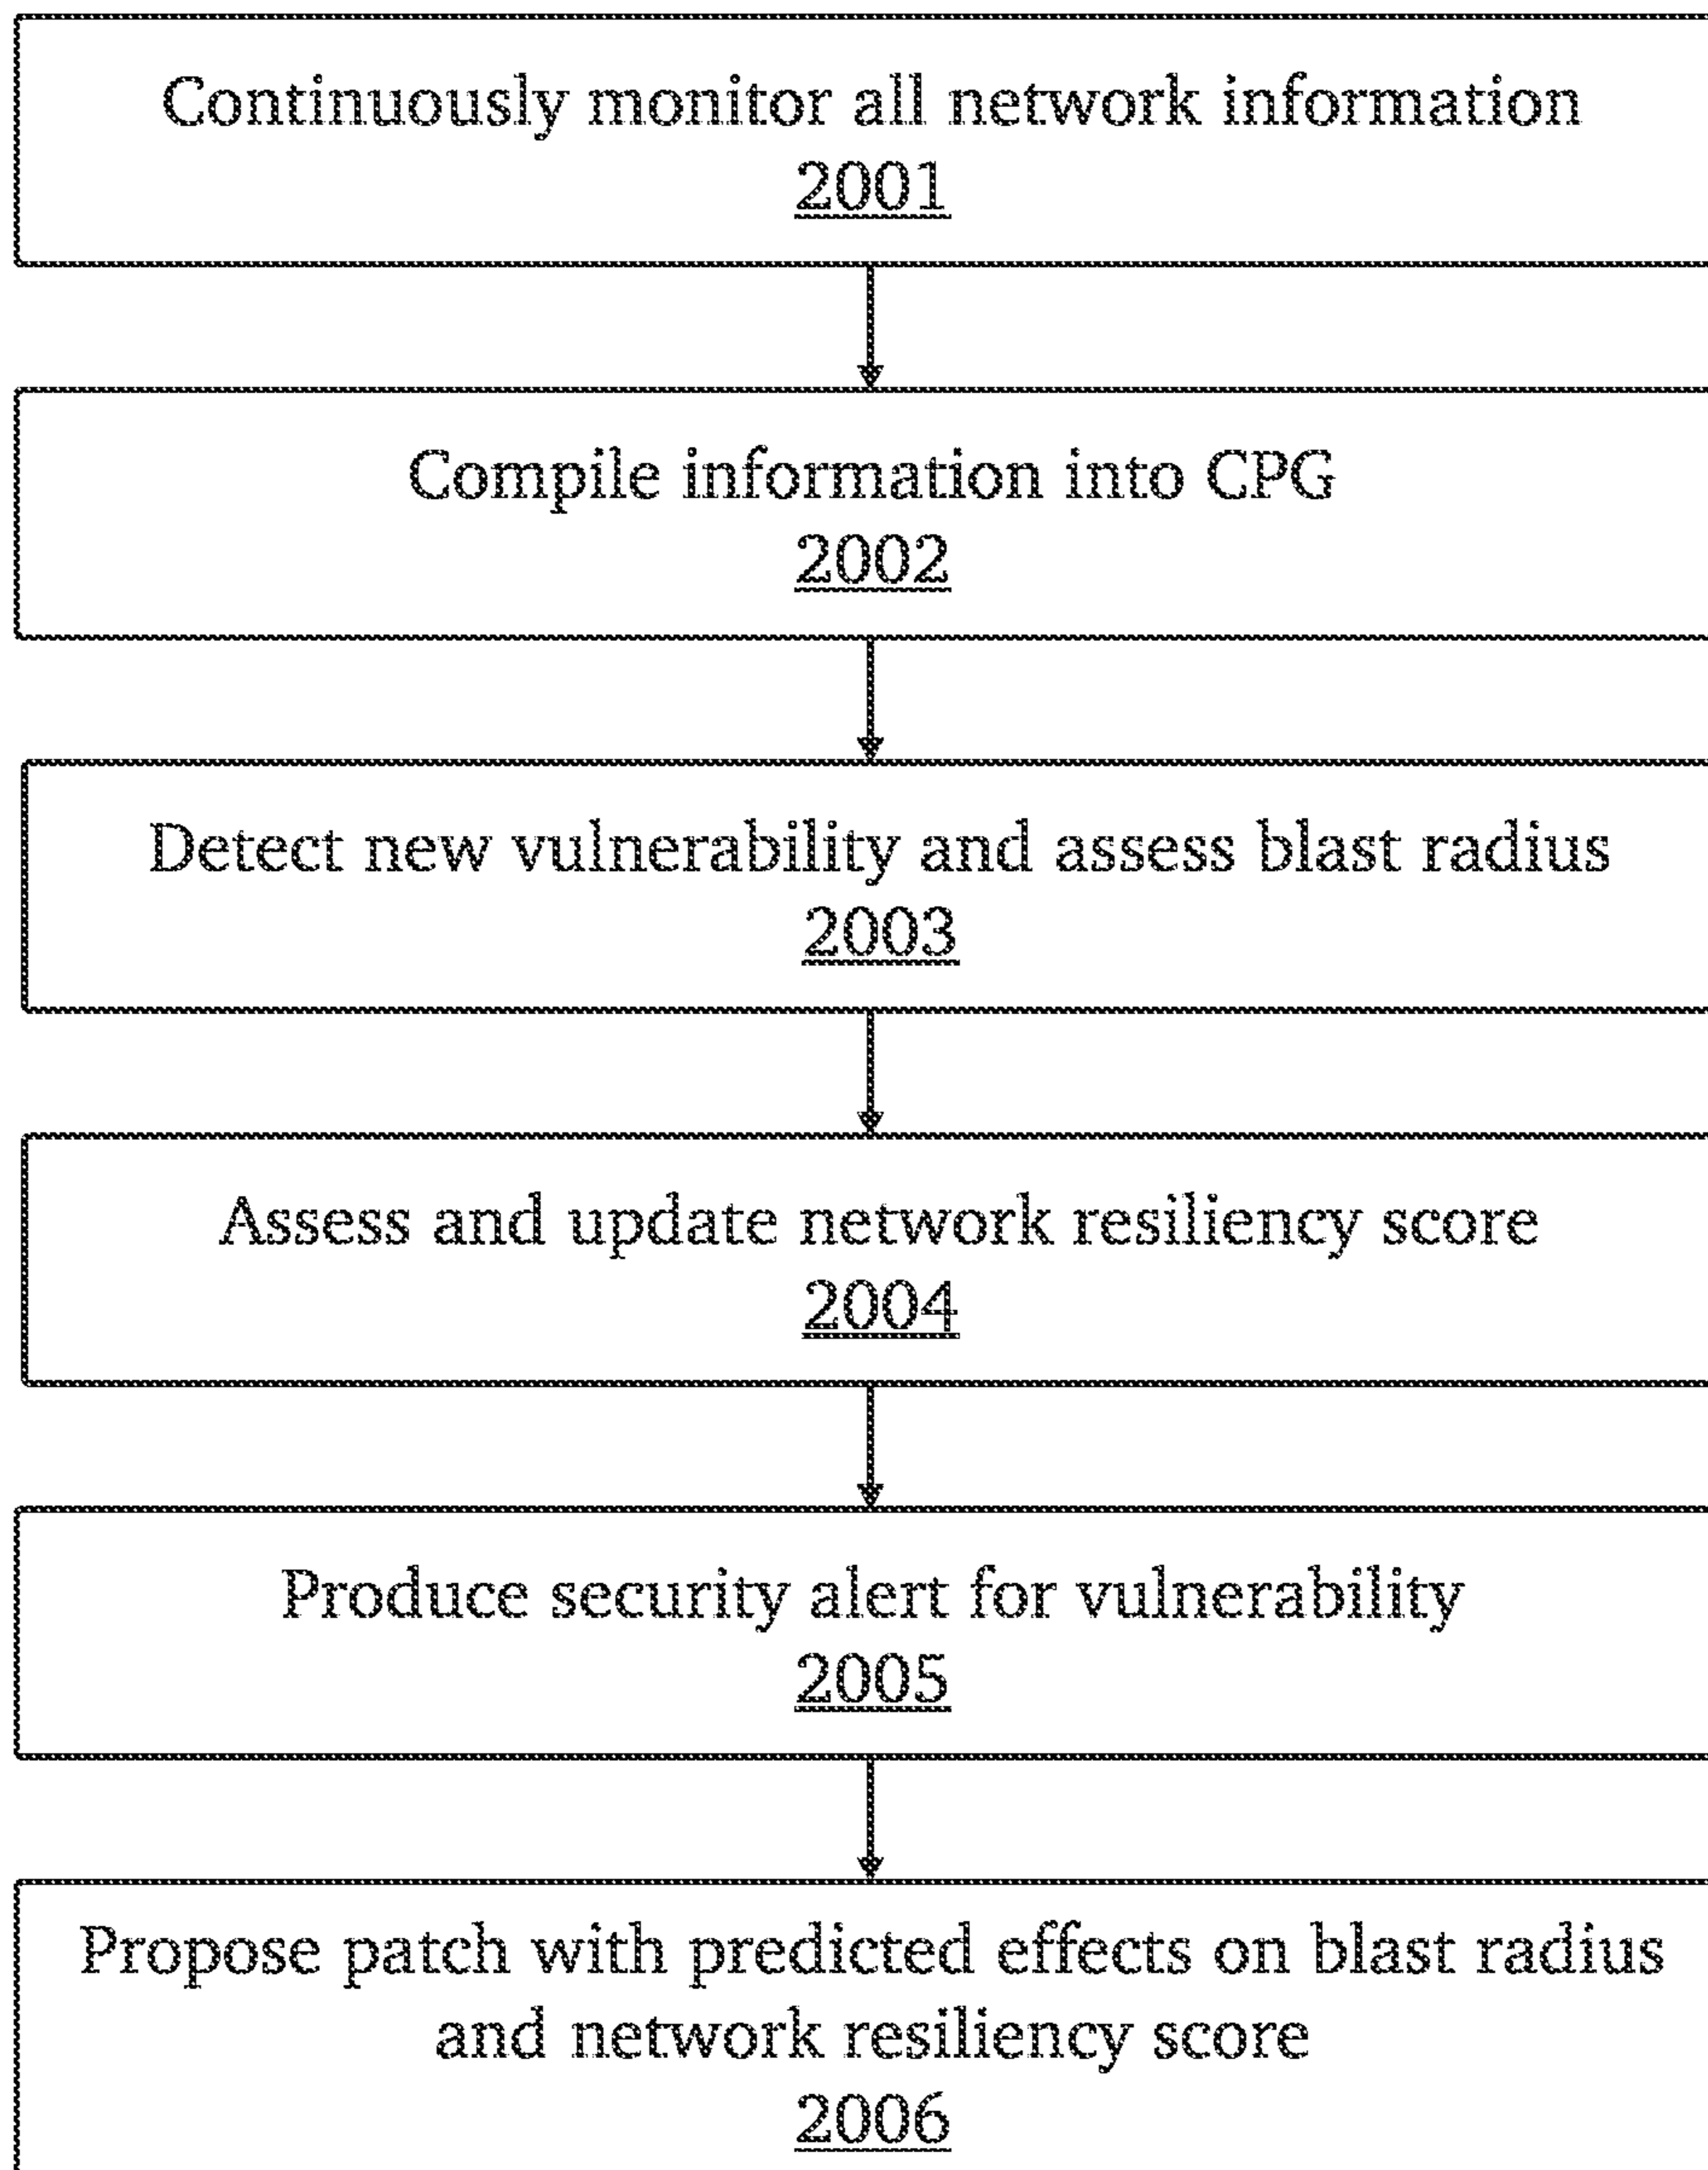 Continuously monitor all network information
2001
Compile information into CPG
2002
Detect new vulnerability and assess blast radius
2003
Assess and update network resiliency score
2004
Produce security alert for vulnerability
2005
Propose patch with predicted effects on blast radius
and network resiliency score
2006